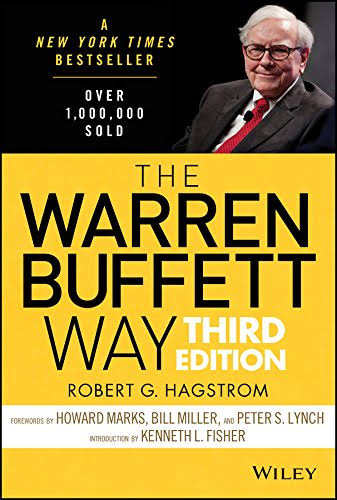 A
NEW YORK TIMES
BESTSELLER
OVER
1,000,000
SOLD
THE
WARREN
BUFFETT
WAY THIRD
EDITION
ROBERT G. HAGSTROM
FOREWORDS BY HOWARD MARKS, BILL MILLER, AND PETER S. LYNCH
INTRODUCTION BY KENNETH L. FISHER
WILEY